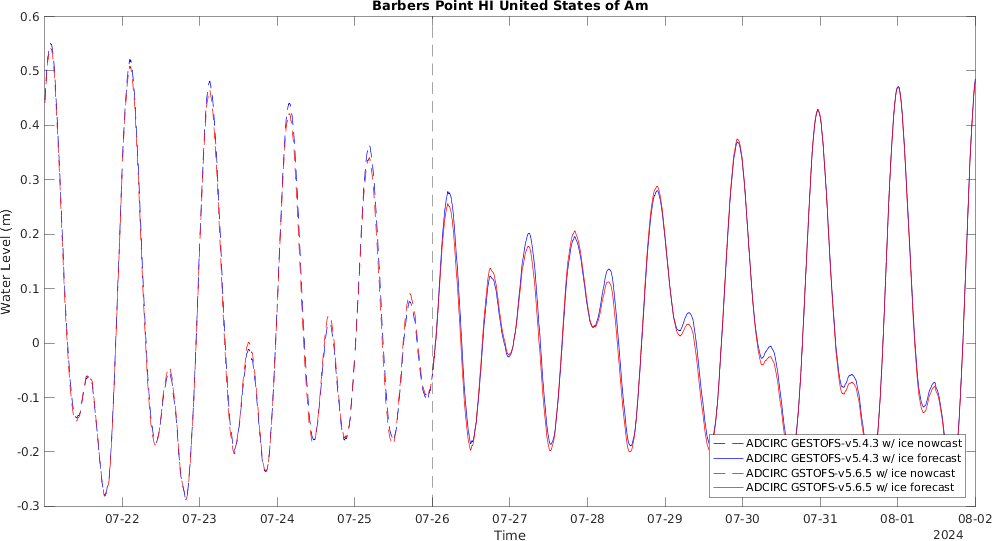 Barbers Point HI United States of Am
Water Level (m)
0.6
0.5
0.4
0.3
0.2
0.1
0
-0.1
-0.2
-0.3
ADCIRC GESTOFS-v5.4.3 w/ ice nowcast
ADCIRC GESTOFS-v5.4.3 w/ ice forecast
ADCIRC GSTOFS-v5.6.5 w/ ice nowcast
ADCIRC GSTOFS-v5.6.5 w/ ice forecast
07-22 07-23 07-24 07-25 07-26 07-27 07-28 07-29 07-30 07-31 08-01 08-02
Time
2024